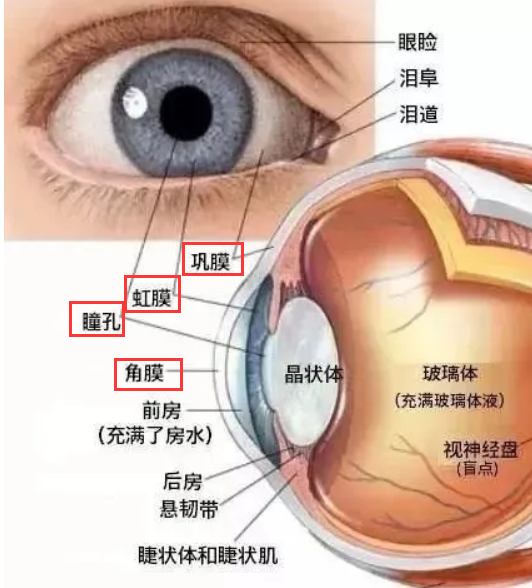 眼睑
泪阜
泪道
巩膜
虹膜
瞳孔
角膜
晶状体
玻璃体
(充满玻璃体液)
前房
(充满了房水)
视神经盘
(盲点)
后房
悬韧带
睫状体和睫状肌